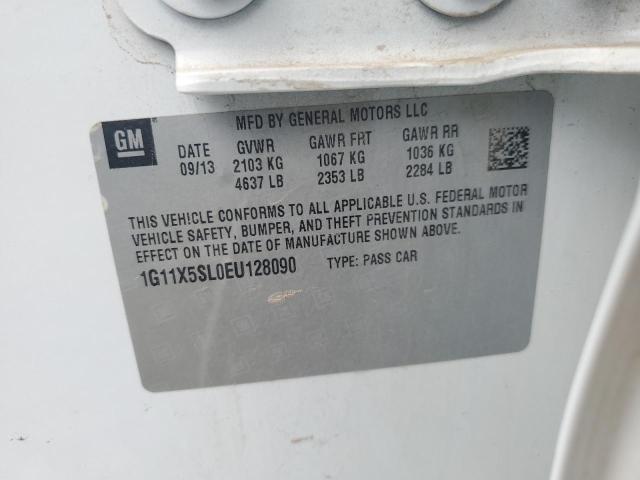 MFD BY GENERAL MOTORS LLC
GM
DATE GVWR GAWR FRT GAWR RR
09/13 2103 KG 1067 KG 1036 KG
4637 LB 2353 LB 2284 LB
THIS VEHICLE CONFORMS TO ALL APPLICABLE U.S. FEDERAL MOTOR
VEHICLE SAFETY, BUMPER, AND THEFT PREVENTION STANDARDS IN
EFFECT ON THE DATE OF MANUFACTURE SHOWN ABOVE.
1G11X5SL0EU128090 TYPE: PASS CAR